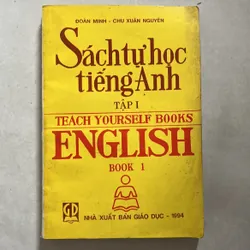 ĐOÀN MINH - CHU XUÂN NGUYÊN
Sách tự học
tiếng Anh
TẬP I
TEACH YOURSELF BOOKS
ENGLISH
BOOK 1
GD
NHÀ XUẤT BẢN GIÁO DỤC - 1994